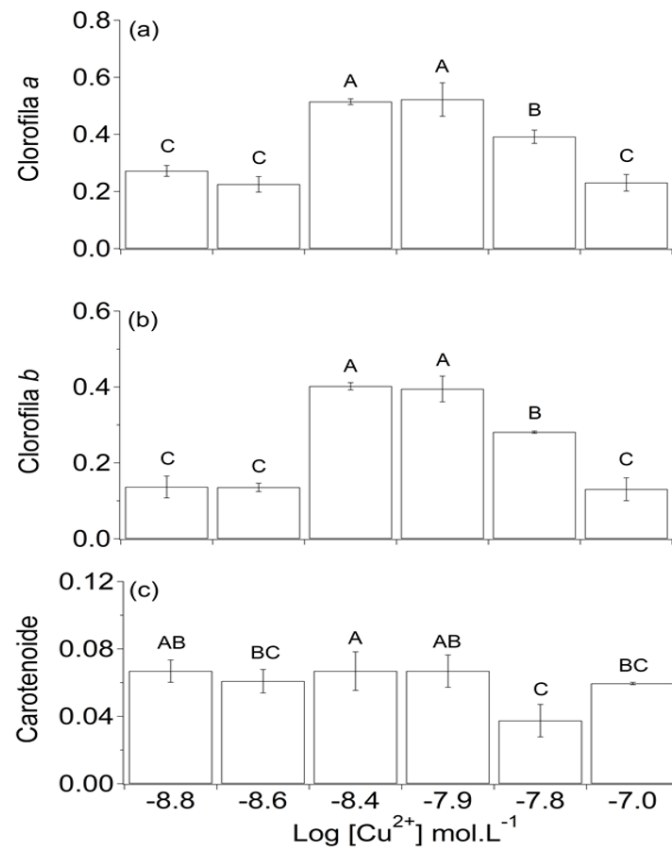 (a)
Clorofila a
0.8
0.6
0.4
0.2
0.0
C C A A B C
(b)
Clorofila b
0.6
0.4
0.2
0.0
C C A A B C
(c)
Carotenoide
0.12
0.08
0.04
0.00
AB BC A AB C BC
-8.8 -8.6 -8.4 -7.9 -7.8 -7.0
Log [Cu²⁺] mol.L⁻¹